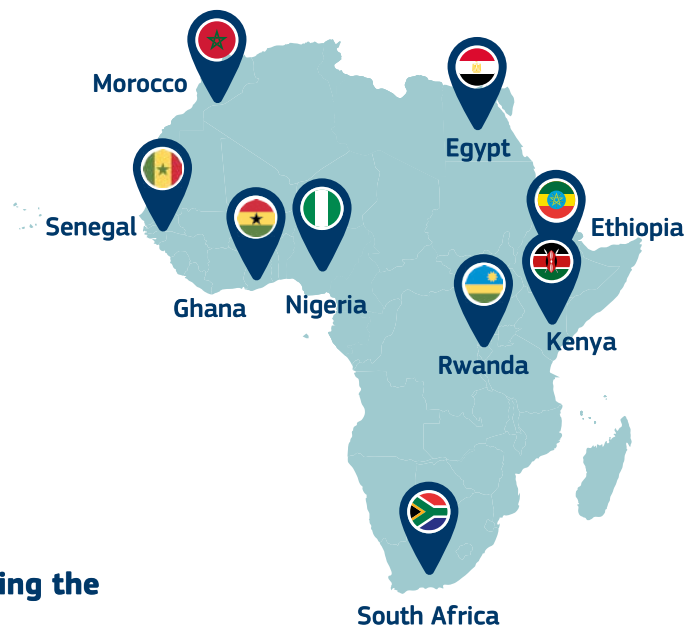 Morocco
Egypt
Senegal
Ethiopia
Ghana
Nigeria
Kenya
Rwanda
ing the
South Africa